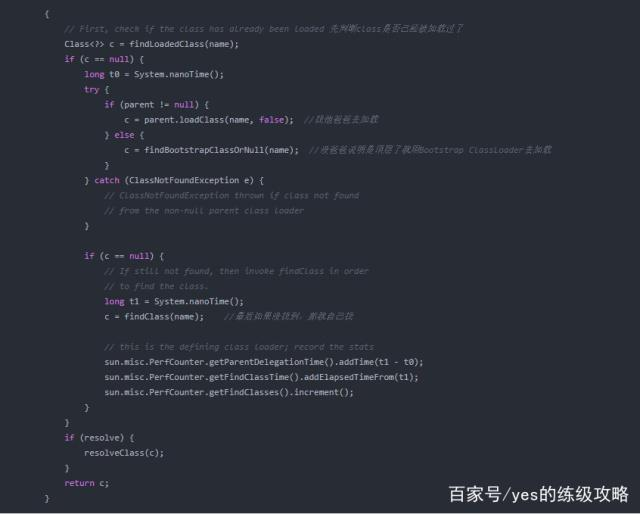 {
// First, check if the class has already been loaded 先判断class是否已经被加载过了
Class<?> c = findLoadedClass(name);
if (c == null) {
long t0 = System.nanoTime();
try {
if (parent != null) {
c = parent.loadClass(name, false); //找他爸爸去加载
} else {
c = findBootstrapClassOrNull(name); //没爸爸说明是顶层了就用Bootstrap ClassLoader去加载
}
} catch (ClassNotFoundException e) {
// ClassNotFoundException thrown if class not found
// from the non-null parent class loader
}
if (c == null) {
// If still not found, then invoke findClass in order
// to find the class.
long t1 = System.nanoTime();
c = findClass(name); //最后如果没找到，那就自己找
// this is the defining class loader; record the stats
sun.misc.PerfCounter.getParentDelegationTime().addTime(t1 - t0);
sun.misc.PerfCounter.getFindClassTime().addElapsedTimeFrom(t1);
sun.misc.PerfCounter.getFindClasses().increment();
}
}
if (resolve) {
resolveClass(c);
}
return c;
}
百家号/yes的练级攻略